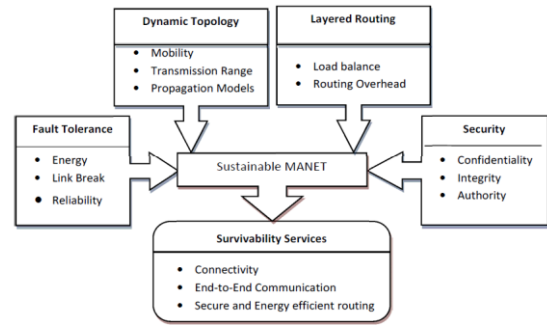 Dynamic Topology
• Mobility
• Transmission Range
• Propagation Models
Layered Routing
• Load balance
• Routing Overhead
Fault Tolerance
• Energy
• Link Break
• Reliability
Sustainable MANET
Security
• Confidentiality
• Integrity
• Authority
Survivability Services
• Connectivity
• End-to-End Communication
• Secure and Energy efficient routing